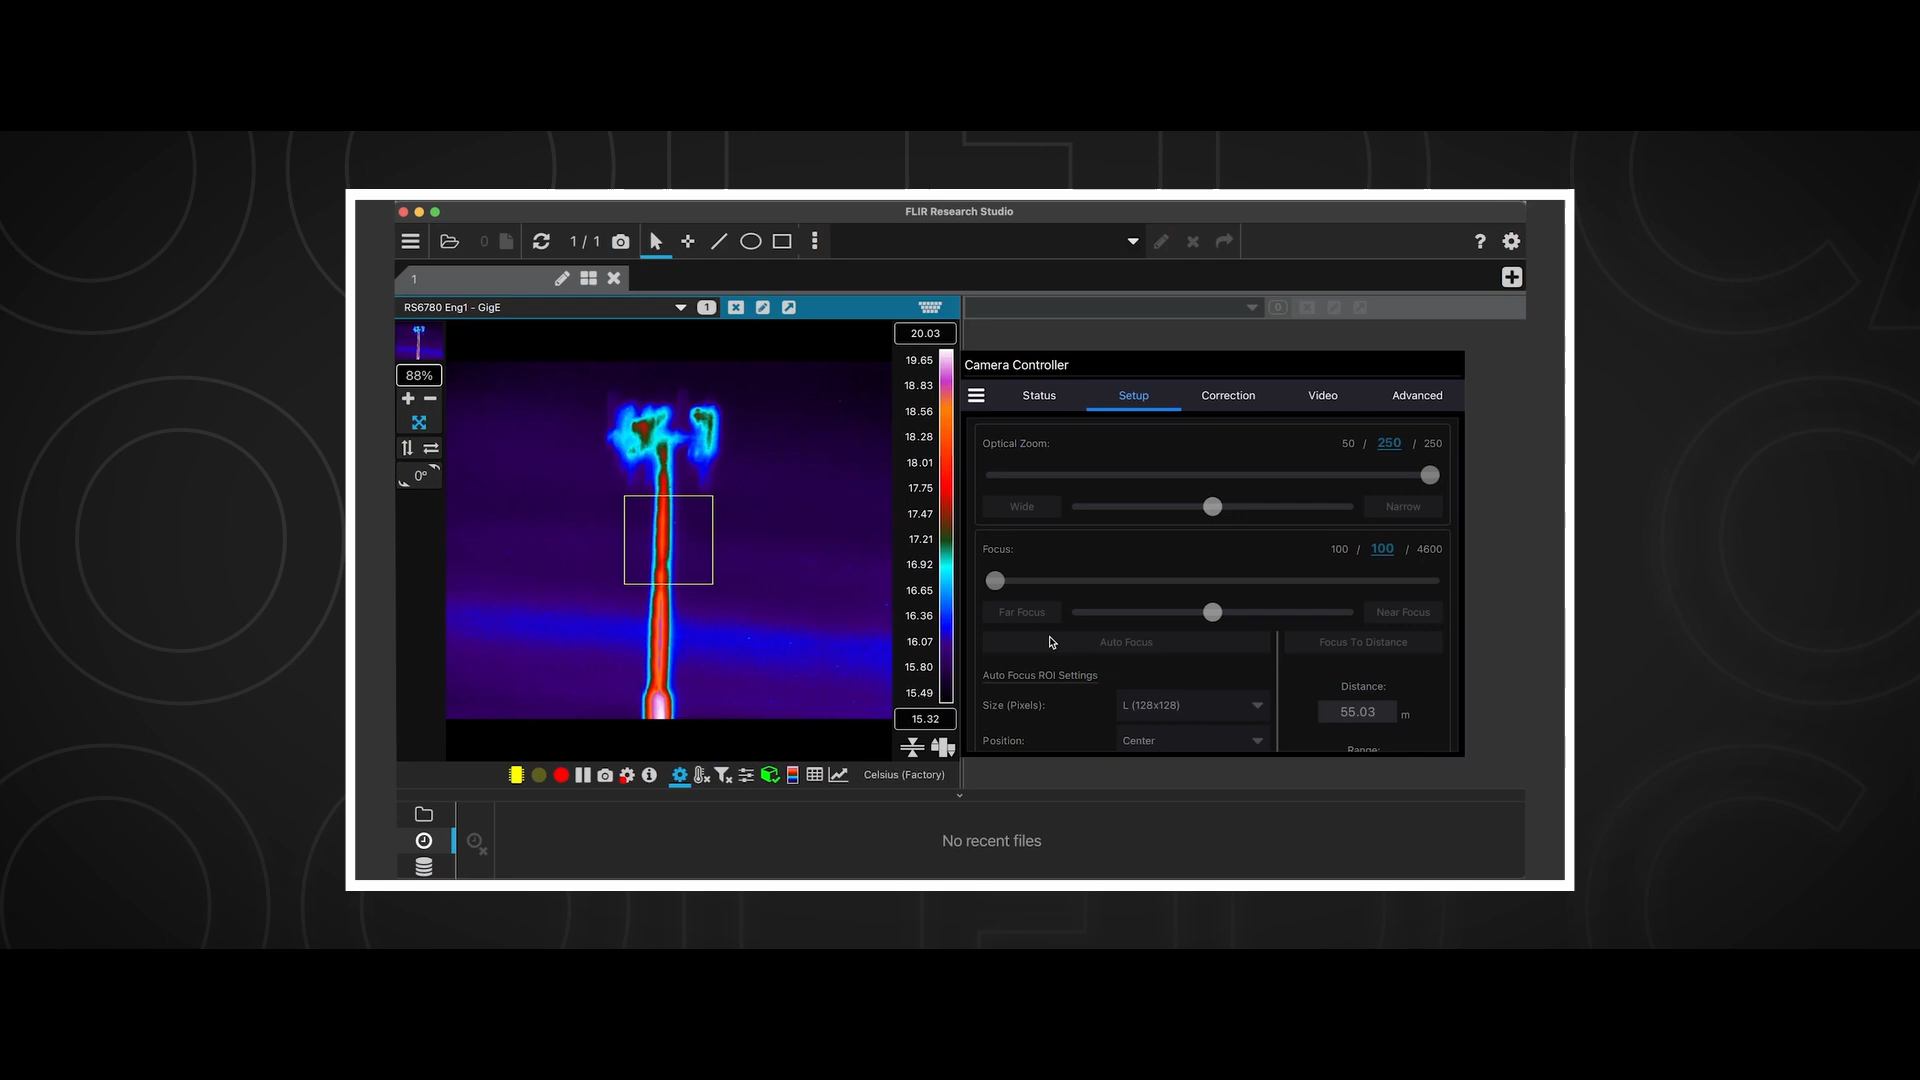 FLIR Research Studio
0
1 / 1
?
1
RS6780 Eng1 - GigE
1
0
88%
0°
20.03
19.65
18.83
18.56
18.28
18.01
17.75
17.47
17.21
16.92
16.65
16.36
16.07
15.80
15.49
15.32
Camera Controller
Status Setup Correction Video Advanced
Optical Zoom: 50 / 250 / 250
Wide Narrow
Focus: 100 / 100 / 4600
Far Focus Near Focus
Auto Focus Focus To Distance
Auto Focus ROI Settings
Distance:
Size (Pixels): L (128x128)
55.03 m
Position: Center
Range:
Celsius (Factory)
No recent files